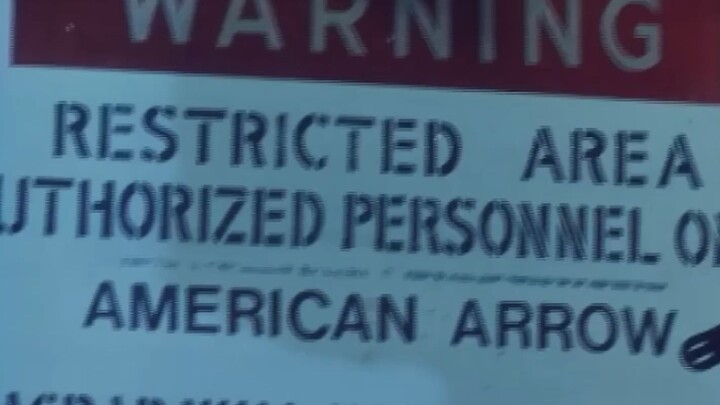 WARNING
RESTRICTED AREA
UTHORIZED PERSONNEL O
AMERICAN ARROW